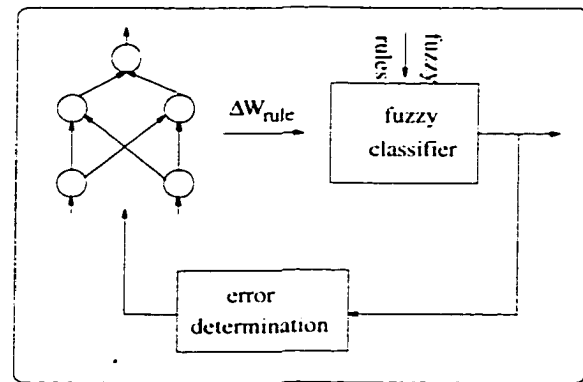 fuzzy
rules
ΔW_rule
fuzzy
classifier
error
determination